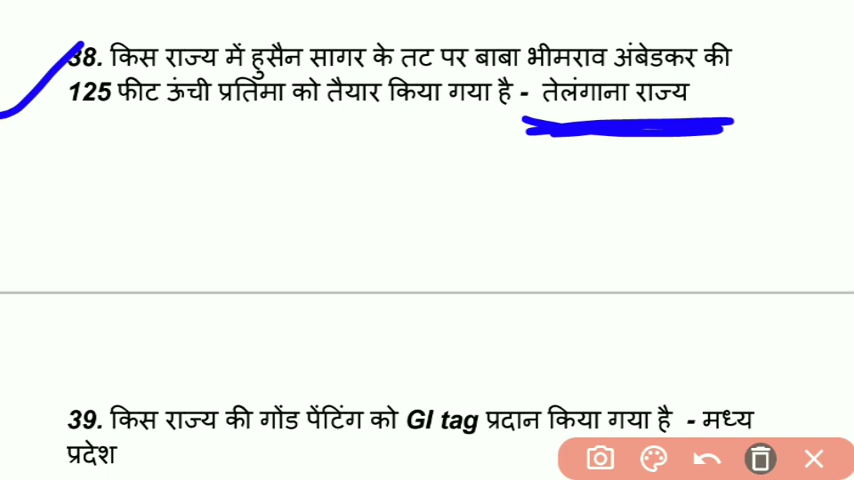 38. किस राज्य में हुसैन सागर के तट पर बाबा भीमराव अंबेडकर की
125 फीट ऊंची प्रतिमा को तैयार किया गया है - तेलंगाना राज्य
39. किस राज्य की गोंड पेंटिंग को GI tag प्रदान किया गया है - मध्य
प्रदेश